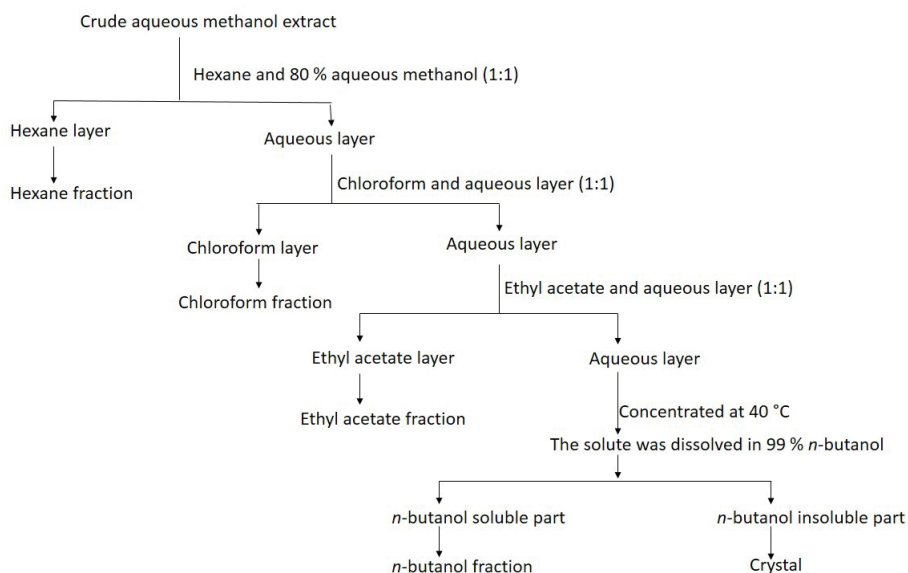 Crude aqueous methanol extract
Hexane and 80 % aqueous methanol (1:1)
Hexane layer
Aqueous layer
Hexane fraction
Chloroform and aqueous layer (1:1)
Chloroform layer
Aqueous layer
Chloroform fraction
Ethyl acetate and aqueous layer (1:1)
Ethyl acetate layer
Aqueous layer
Ethyl acetate fraction
Concentrated at 40 °C
The solute was dissolved in 99 % n-butanol
n-butanol soluble part
n-butanol insoluble part
n-butanol fraction
Crystal